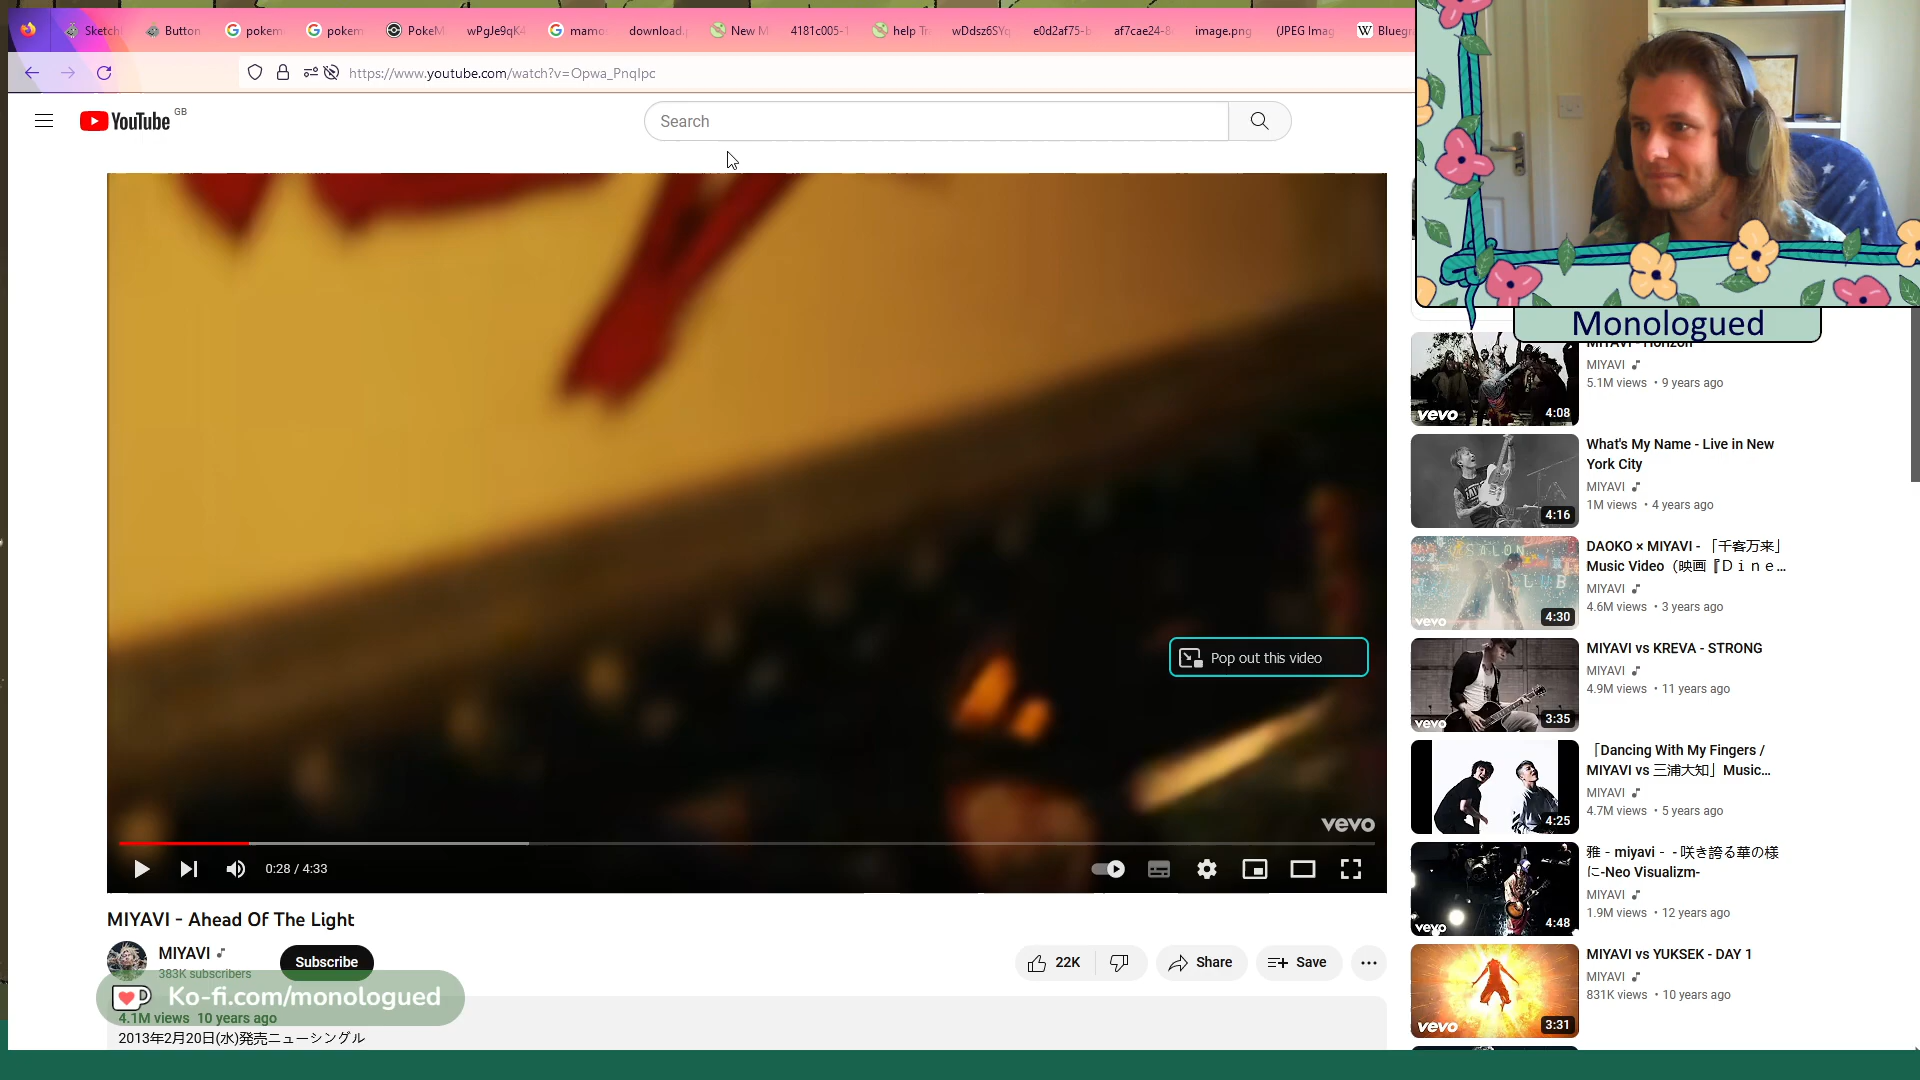 Sketch
Button
pokem
pokem
PokeM
wPgJe9qK4
mamo
download.
New M
4181c005-1
help Tr
wDdsz6SYq
e0d2af75-b
af7cae24-8
image.png
(JPEG Imag
Bluegr
https://www.youtube.com/watch?v=Opwa_PnqIpc
YouTube GB
Search
Monologued
Pop out this video
vevo
0:28 / 4:33
MIYAVI - Ahead Of The Light
MIYAVI
383K subscribers
Subscribe
22K
Share
Save
Ko-fi.com/monologued
4.1M views 10 years ago
2013年2月20日(水)発売ニューシングル
MIYAVI - Horizon
MIYAVI
5.1M views • 9 years ago
vevo
4:08
What's My Name - Live in New
York City
MIYAVI
1M views • 4 years ago
4:16
DAOKO × MIYAVI - 「千客万来」
Music Video（映画『Ｄｉｎｅ...
MIYAVI
4.6M views • 3 years ago
vevo
4:30
MIYAVI vs KREVA - STRONG
MIYAVI
4.9M views • 11 years ago
vevo
3:35
「Dancing With My Fingers /
MIYAVI vs 三浦大知」Music...
MIYAVI
4.7M views • 5 years ago
4:25
雅 - miyavi - - 咲き誇る華の様
に-Neo Visualizm-
MIYAVI
1.9M views • 12 years ago
vevo
4:48
MIYAVI vs YUKSEK - DAY 1
MIYAVI
831K views • 10 years ago
vevo
3:31